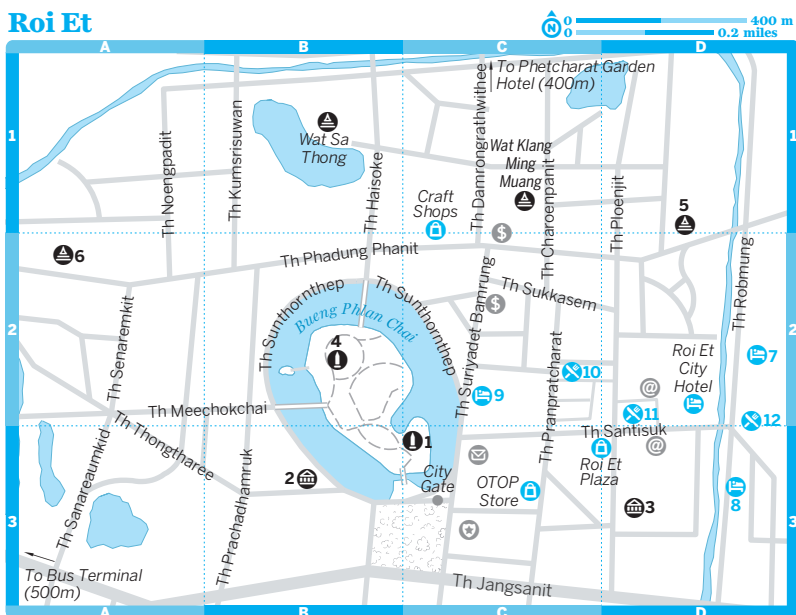 Roi Et
N
0 400 m
0 0.2 miles
A B C D
1
To Phetcharat Garden
Hotel (400m)
Wat Sa
Thong
Th Noengpadit
Th Kumsrisuwan
Th Haisoke
Th Damrongrathwithee
Wat Klang
Ming
Muang
Th Charoenpanit
Th Ploenjit
Craft
Shops
5
1
$
6
Th Phadung Phanit
Th Sunthornthep
Th Sunthornthep
Bueng Phlan Chai
Th Suriyadet Bamrung
Th Sukkasem
Th Robmung
$
2
4
Th Senaremkit
Th Pranpratcharat
10
Roi Et
City
Hotel
7
@
9
11
12
2
Th Meechokchai
Th Thongtharee
1
Th Santisuk
@
Th Sanareaumkid
Th Prachadhamruk
2
City
Gate
OTOP
Store
Roi Et
Plaza
3
8
3
3
To Bus Terminal
(500m)
Th Jangsanit
A B C D